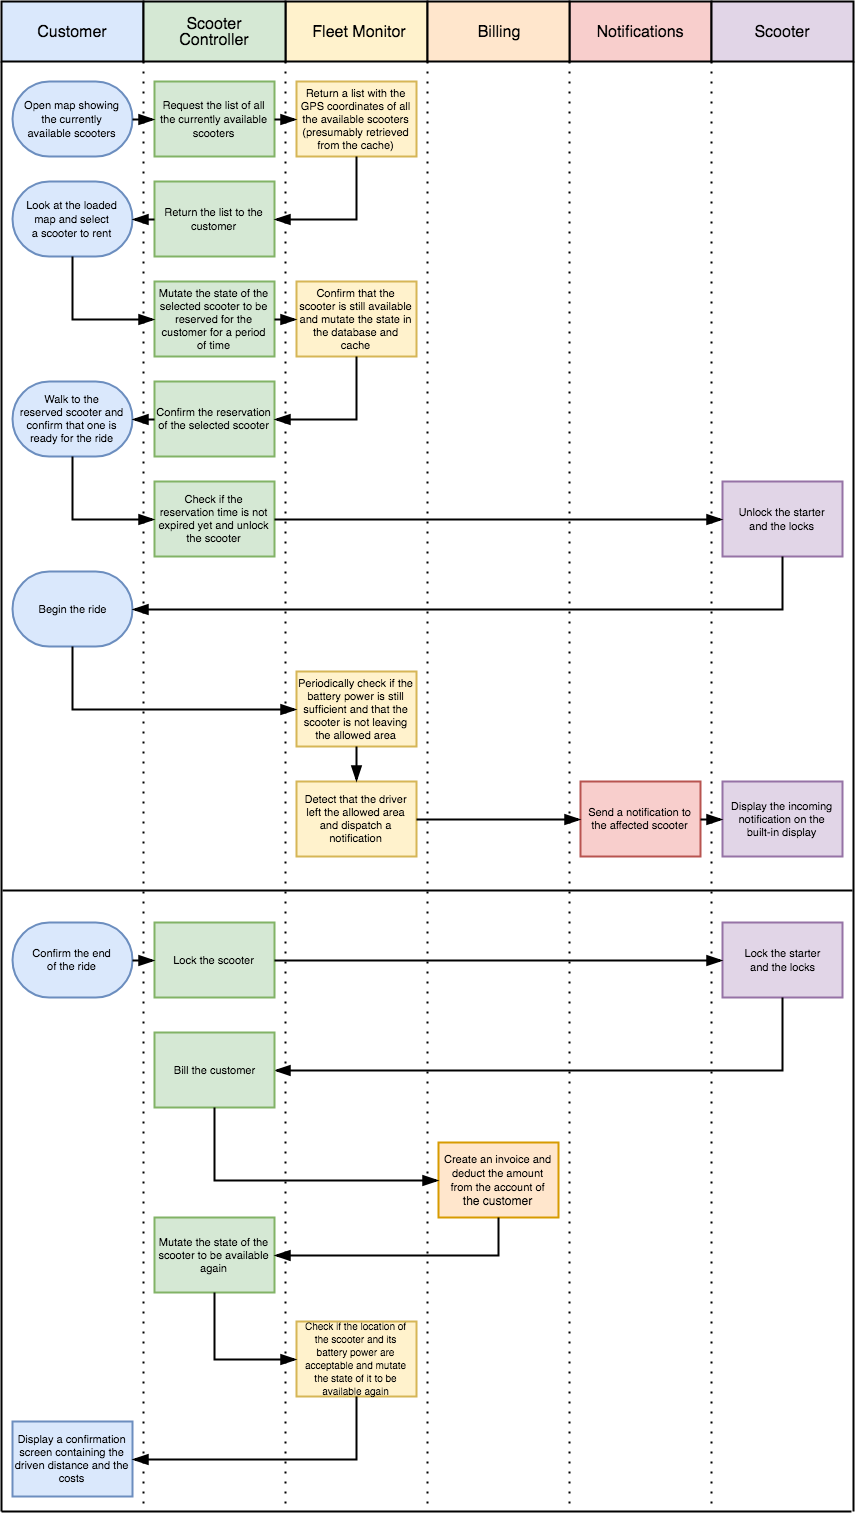 Customer
Scooter
Controller
Fleet Monitor
Billing
Notifications
Scooter
Open map showing
the currently
available scooters
Request the list of all
the currently available
scooters
Return a list with the
GPS coordinates of all
the available scooters
(presumably retrieved
from the cache)
Look at the loaded
map and select
a scooter to rent
Return the list to the
customer
Mutate the state of the
selected scooter to be
reserved for the
customer for a period
of time
Confirm that the
scooter is still available
and mutate the state in
the database and
cache
Walk to the
reserved scooter and
confirm that one is
ready for the ride
Confirm the reservation
of the selected scooter
Check if the
reservation time is not
expired yet and unlock
the scooter
Unlock the starter
and the locks
Begin the ride
Periodically check if the
battery power is still
sufficient and that the
scooter is not leaving
the allowed area
Detect that the driver
left the allowed area
and dispatch a
notification
Send a notification to
the affected scooter
Display the incoming
notification on the
built-in display
Confirm the end
of the ride
Lock the scooter
Lock the starter
and the locks
Bill the customer
Create an invoice and
deduct the amount
from the account of
the customer
Mutate the state of the
scooter to be available
again
Check if the location of
the scooter and its
battery power are
acceptable and mutate
the state of it to be
available again
Display a confirmation
screen containing the
driven distance and the
costs